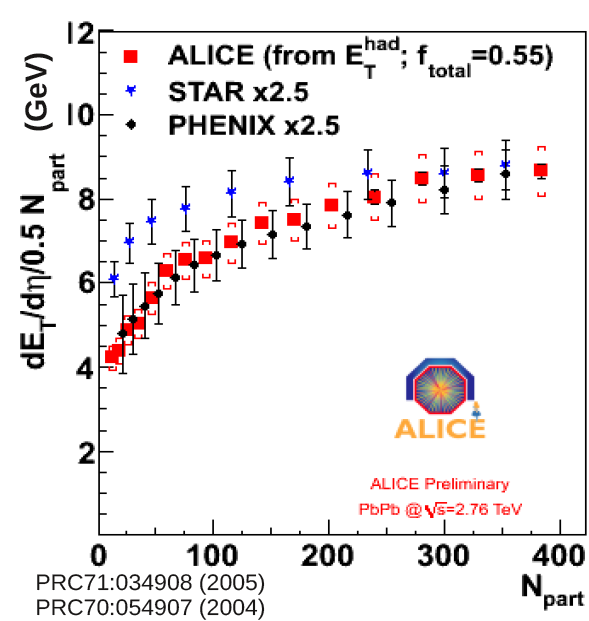 12
10
8
6
4
2
0 100 200 300 400
dE_T/dη/0.5 N_part (GeV)
ALICE (from E_T^had; f_total=0.55)
STAR x2.5
PHENIX x2.5
ALICE
ALICE Preliminary
PbPb @√s=2.76 TeV
N_part
PRC71:034908 (2005)
PRC70:054907 (2004)